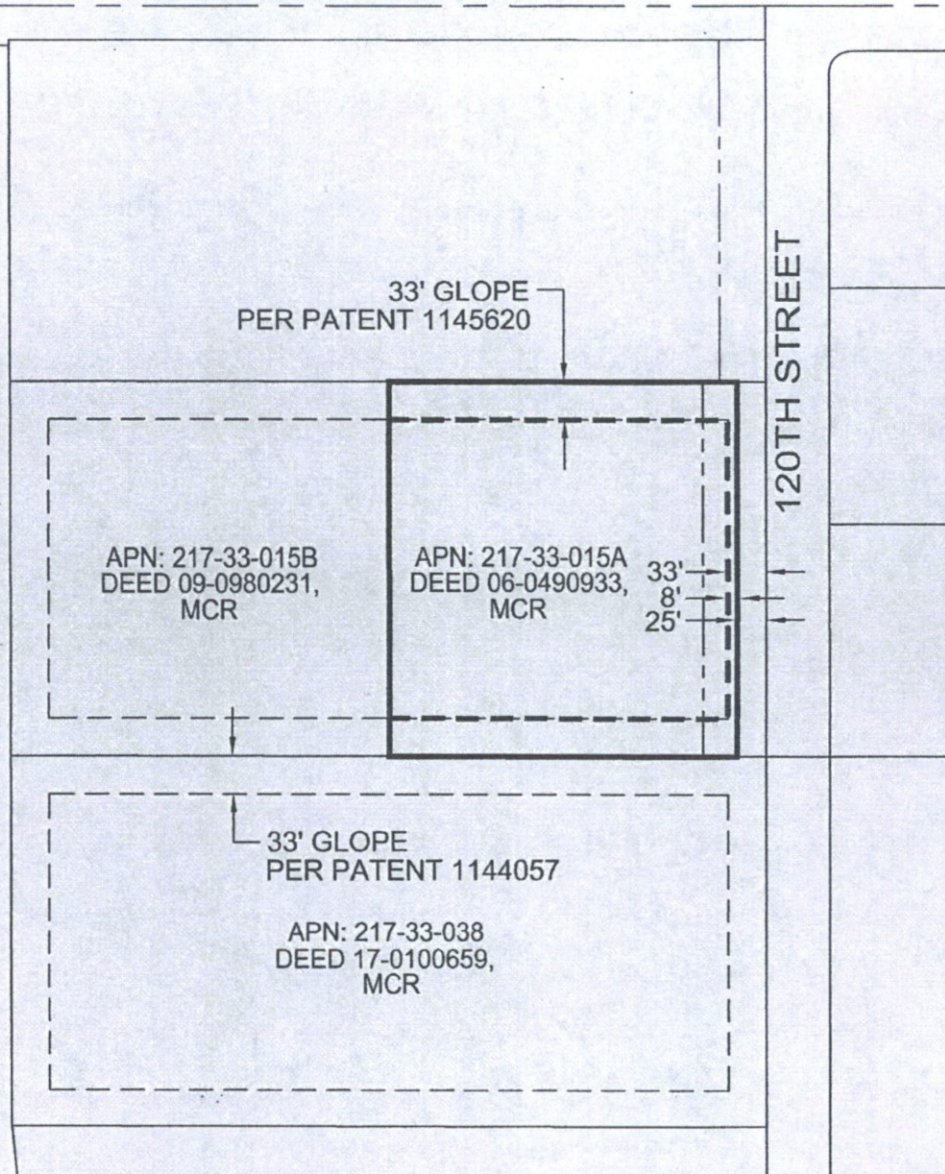 33' GLOPE
PER PATENT 1145620
120TH STREET
APN: 217-33-015B
DEED 09-0980231,
MCR
APN: 217-33-015A
DEED 06-0490933,
MCR
33'
8'
25'
33' GLOPE
PER PATENT 1144057
APN: 217-33-038
DEED 17-0100659,
MCR